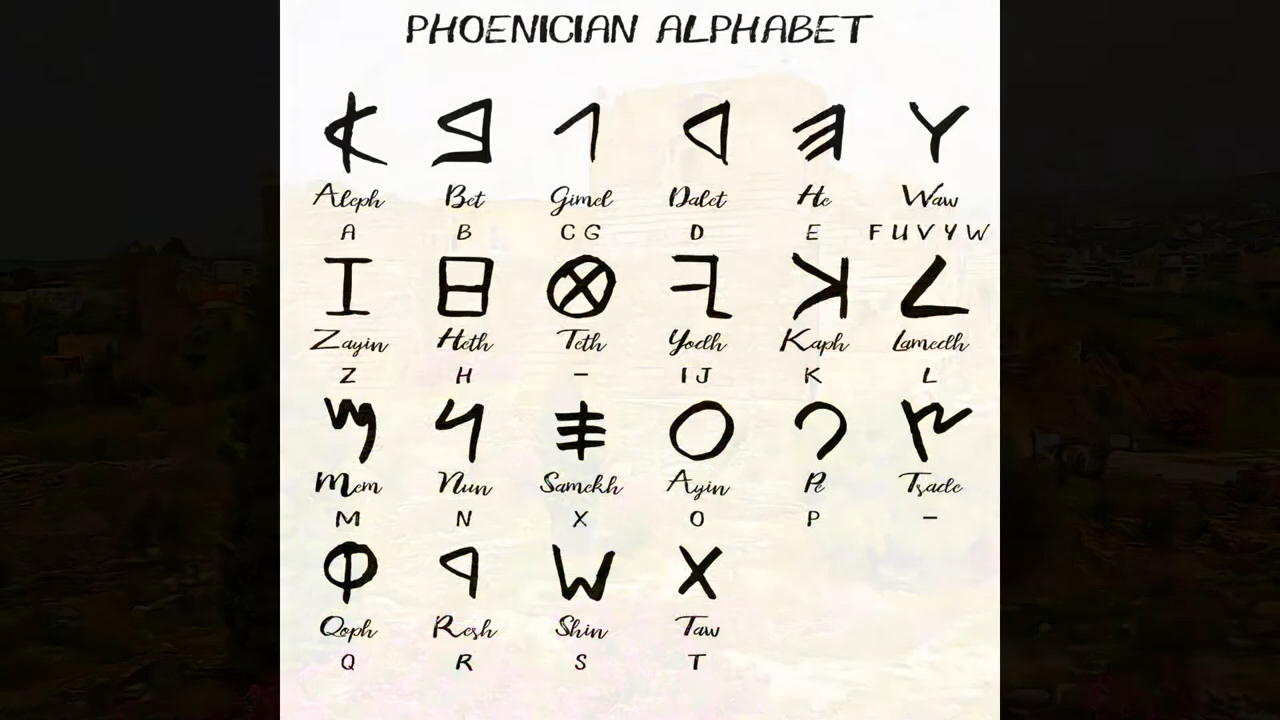 PHOENICIAN ALPHABET
𐤀 𐤁 𐤂 𐤃 𐤄 𐤅
Aleph Bet Gimel Dalet He Waw
A B C G D E F U V Y W
𐤆 𐤇 𐤈 𐤉 𐤊 𐤋
Zayin Heth Teth Yodh Kaph Lamedh
Z H – I J K L
𐤌 𐤍 𐤎 𐤏 𐤐 𐤑
Mem Nun Samekh Ayin Pe Tsade
M N X O P –
𐤒 𐤓 𐤔 𐤕
Qoph Resh Shin Taw
Q R S T